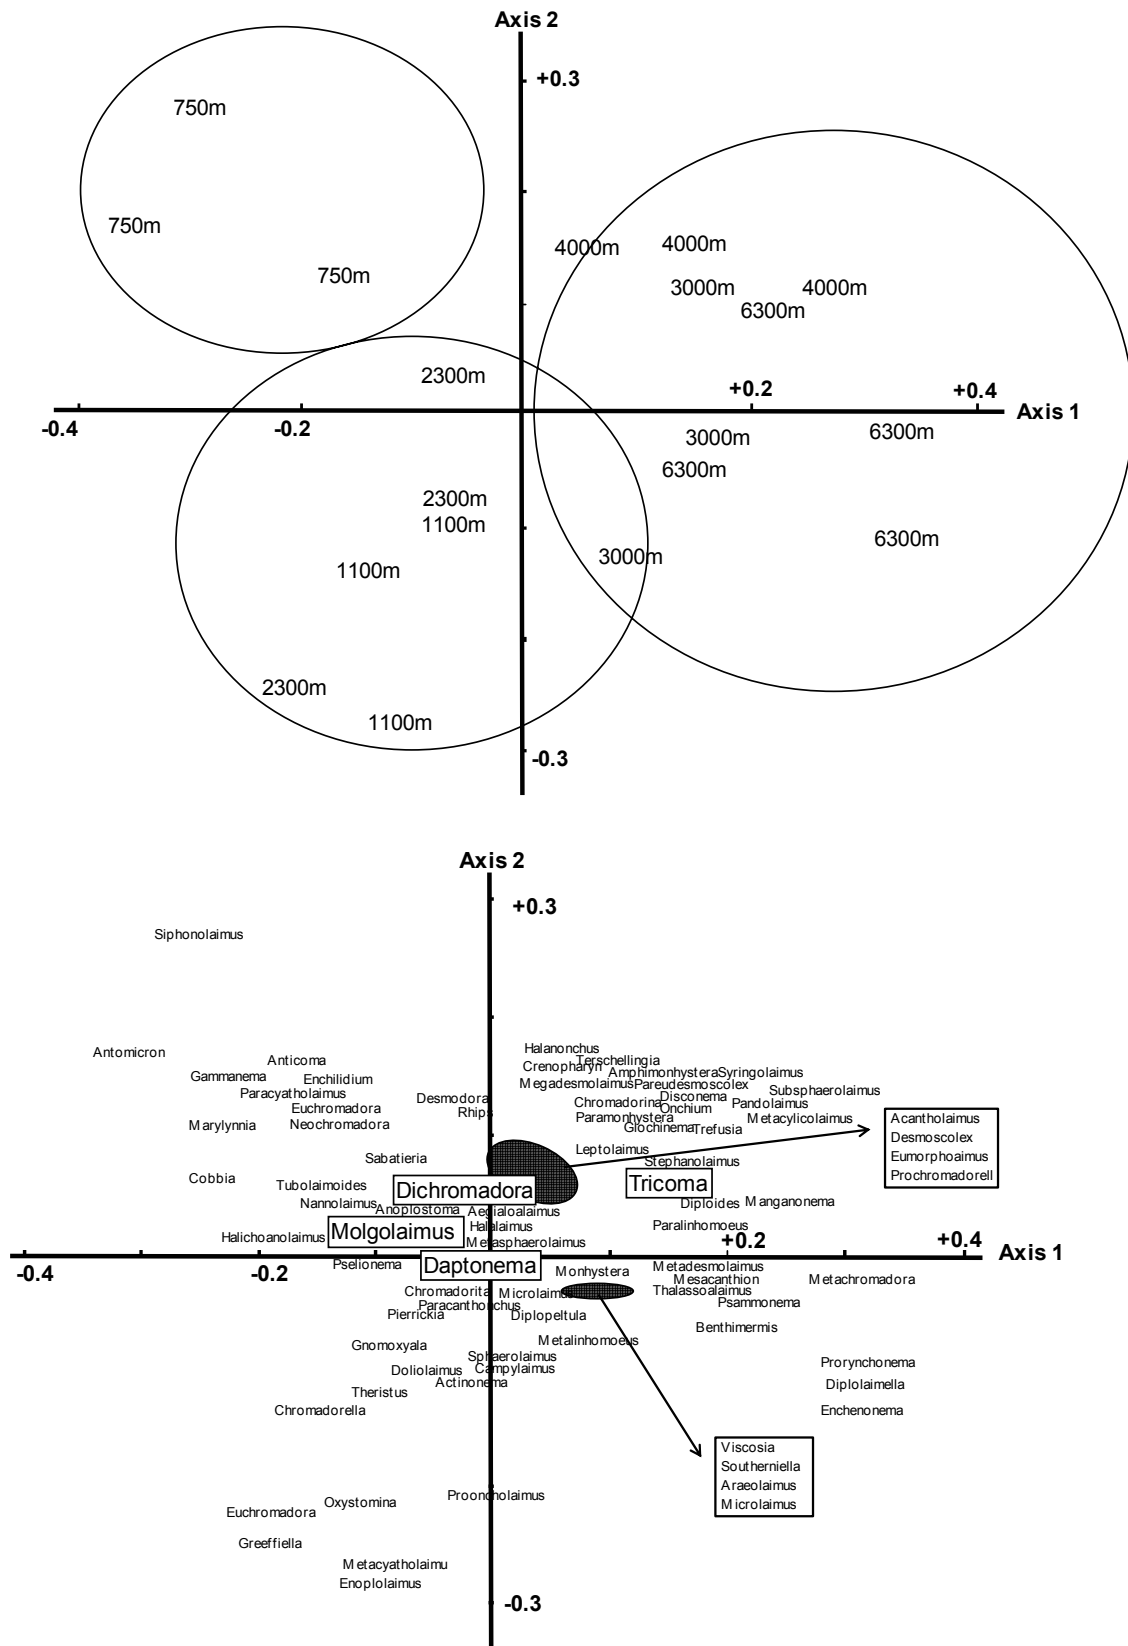 Axis 2
+0.3
750m
750m
4000m 4000m
750m
3000m 4000m
6300m
2300m
+0.2 +0.4
-0.4 -0.2 Axis 1
3000m 6300m
6300m
2300m
1100m 6300m
1100m 3000m
2300m
1100m
-0.3
Axis 2
+0.3
Siphonolaimus
Antomicron Halanonchus
Anticoma Terschellingia
Crenopharyn
Gammanema Enchilidium Amphimonhystera Syringolaimus
Megadesmolaimus Pareudesmoscolex
Paracyatholaimus Desmodora Disconema Subsphaerolaimus
Euchromadora Rhips Chromadorina Onchium Pandolaimus
Marylynnia Neochromadora Paramonhystera Metacylicolaimus Acantholaimus
Glochinema Trefusia Desmoscolex
Leptolaimus Eumorphoaimus
Sabatieria Stephanolaimus Prochromadorell
Cobbia Tubolaimoides Dichromadora Tricoma
Nannolaimus Anoplostoma Aegialoalaimus Diploides Manganonema
Halichoanolaimus Molgolaimus Halalaimus Paralinhomoeus
Metasphaerolaimus +0.2 +0.4
Axis 1
-0.4 -0.2 Pselionema Daptonema Monhystera Metadesmolaimus
Mesacanthion Metachromadora
Chromadorita Microlaimus Thalassoalaimus
Paracanthonchus Psammonema
Pierrickia Diplopeltula Benthimermis
Gnomoxyala Metalinhomoeus
Sphaerolaimus Prorynchonema
Doliolaimus Campylaimus
Theristus Actinonema Diplolaimella
Chromadorella Enchenonema
Viscosia
Southerniella
Araeolaimus
Microlaimus
Prooncholaimus
Oxystomina
Euchromadora
Greeffiella
Metacyatholaimu
Enoplolaimus
-0.3